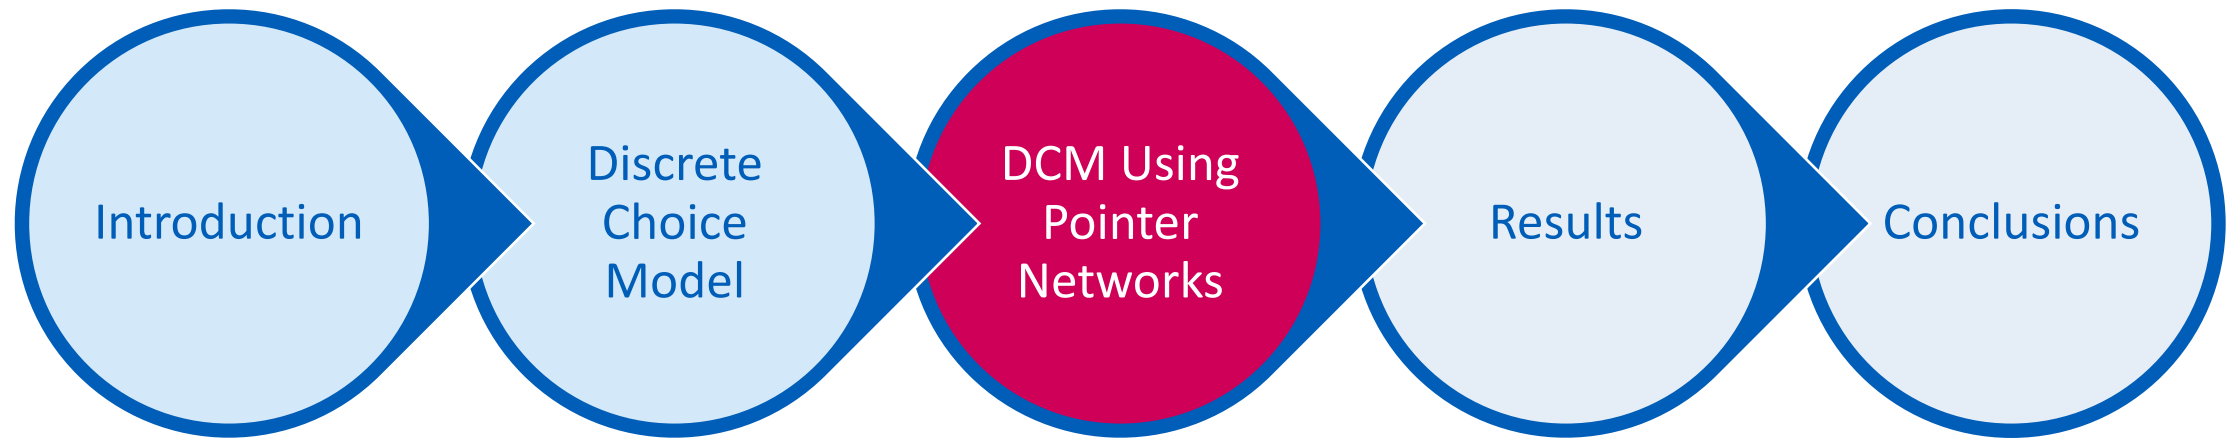 Introduction
Discrete
Choice
Model
DCM Using
Pointer
Networks
Results
Conclusions